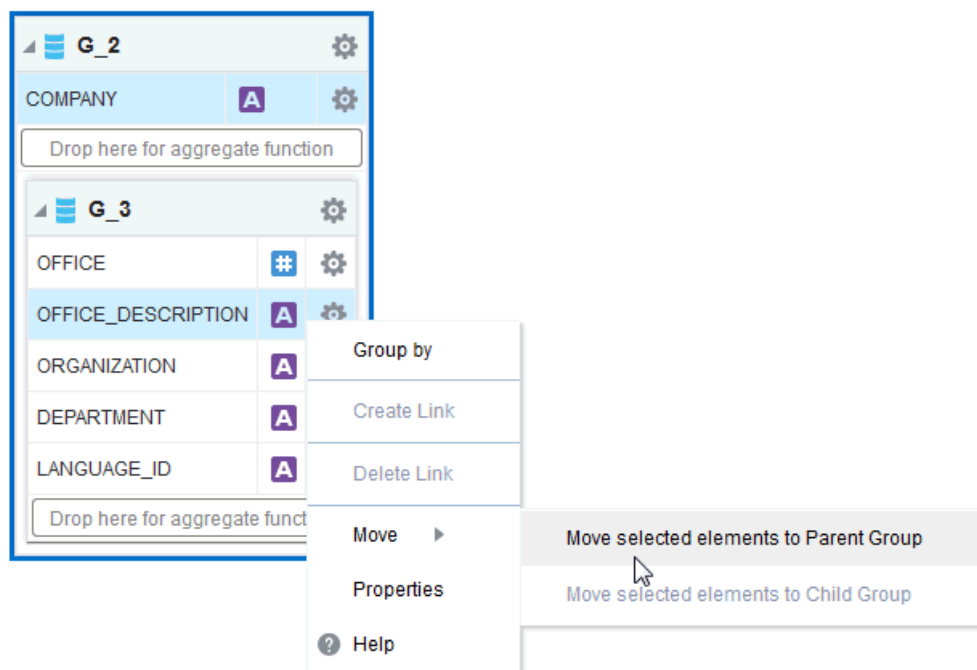 G_2
COMPANY A
Drop here for aggregate function
G_3
OFFICE #
OFFICE_DESCRIPTION A
ORGANIZATION A
DEPARTMENT A
LANGUAGE_ID A
Drop here for aggregate funct
Group by
Create Link
Delete Link
Move
Move selected elements to Parent Group
Move selected elements to Child Group
Properties
? Help